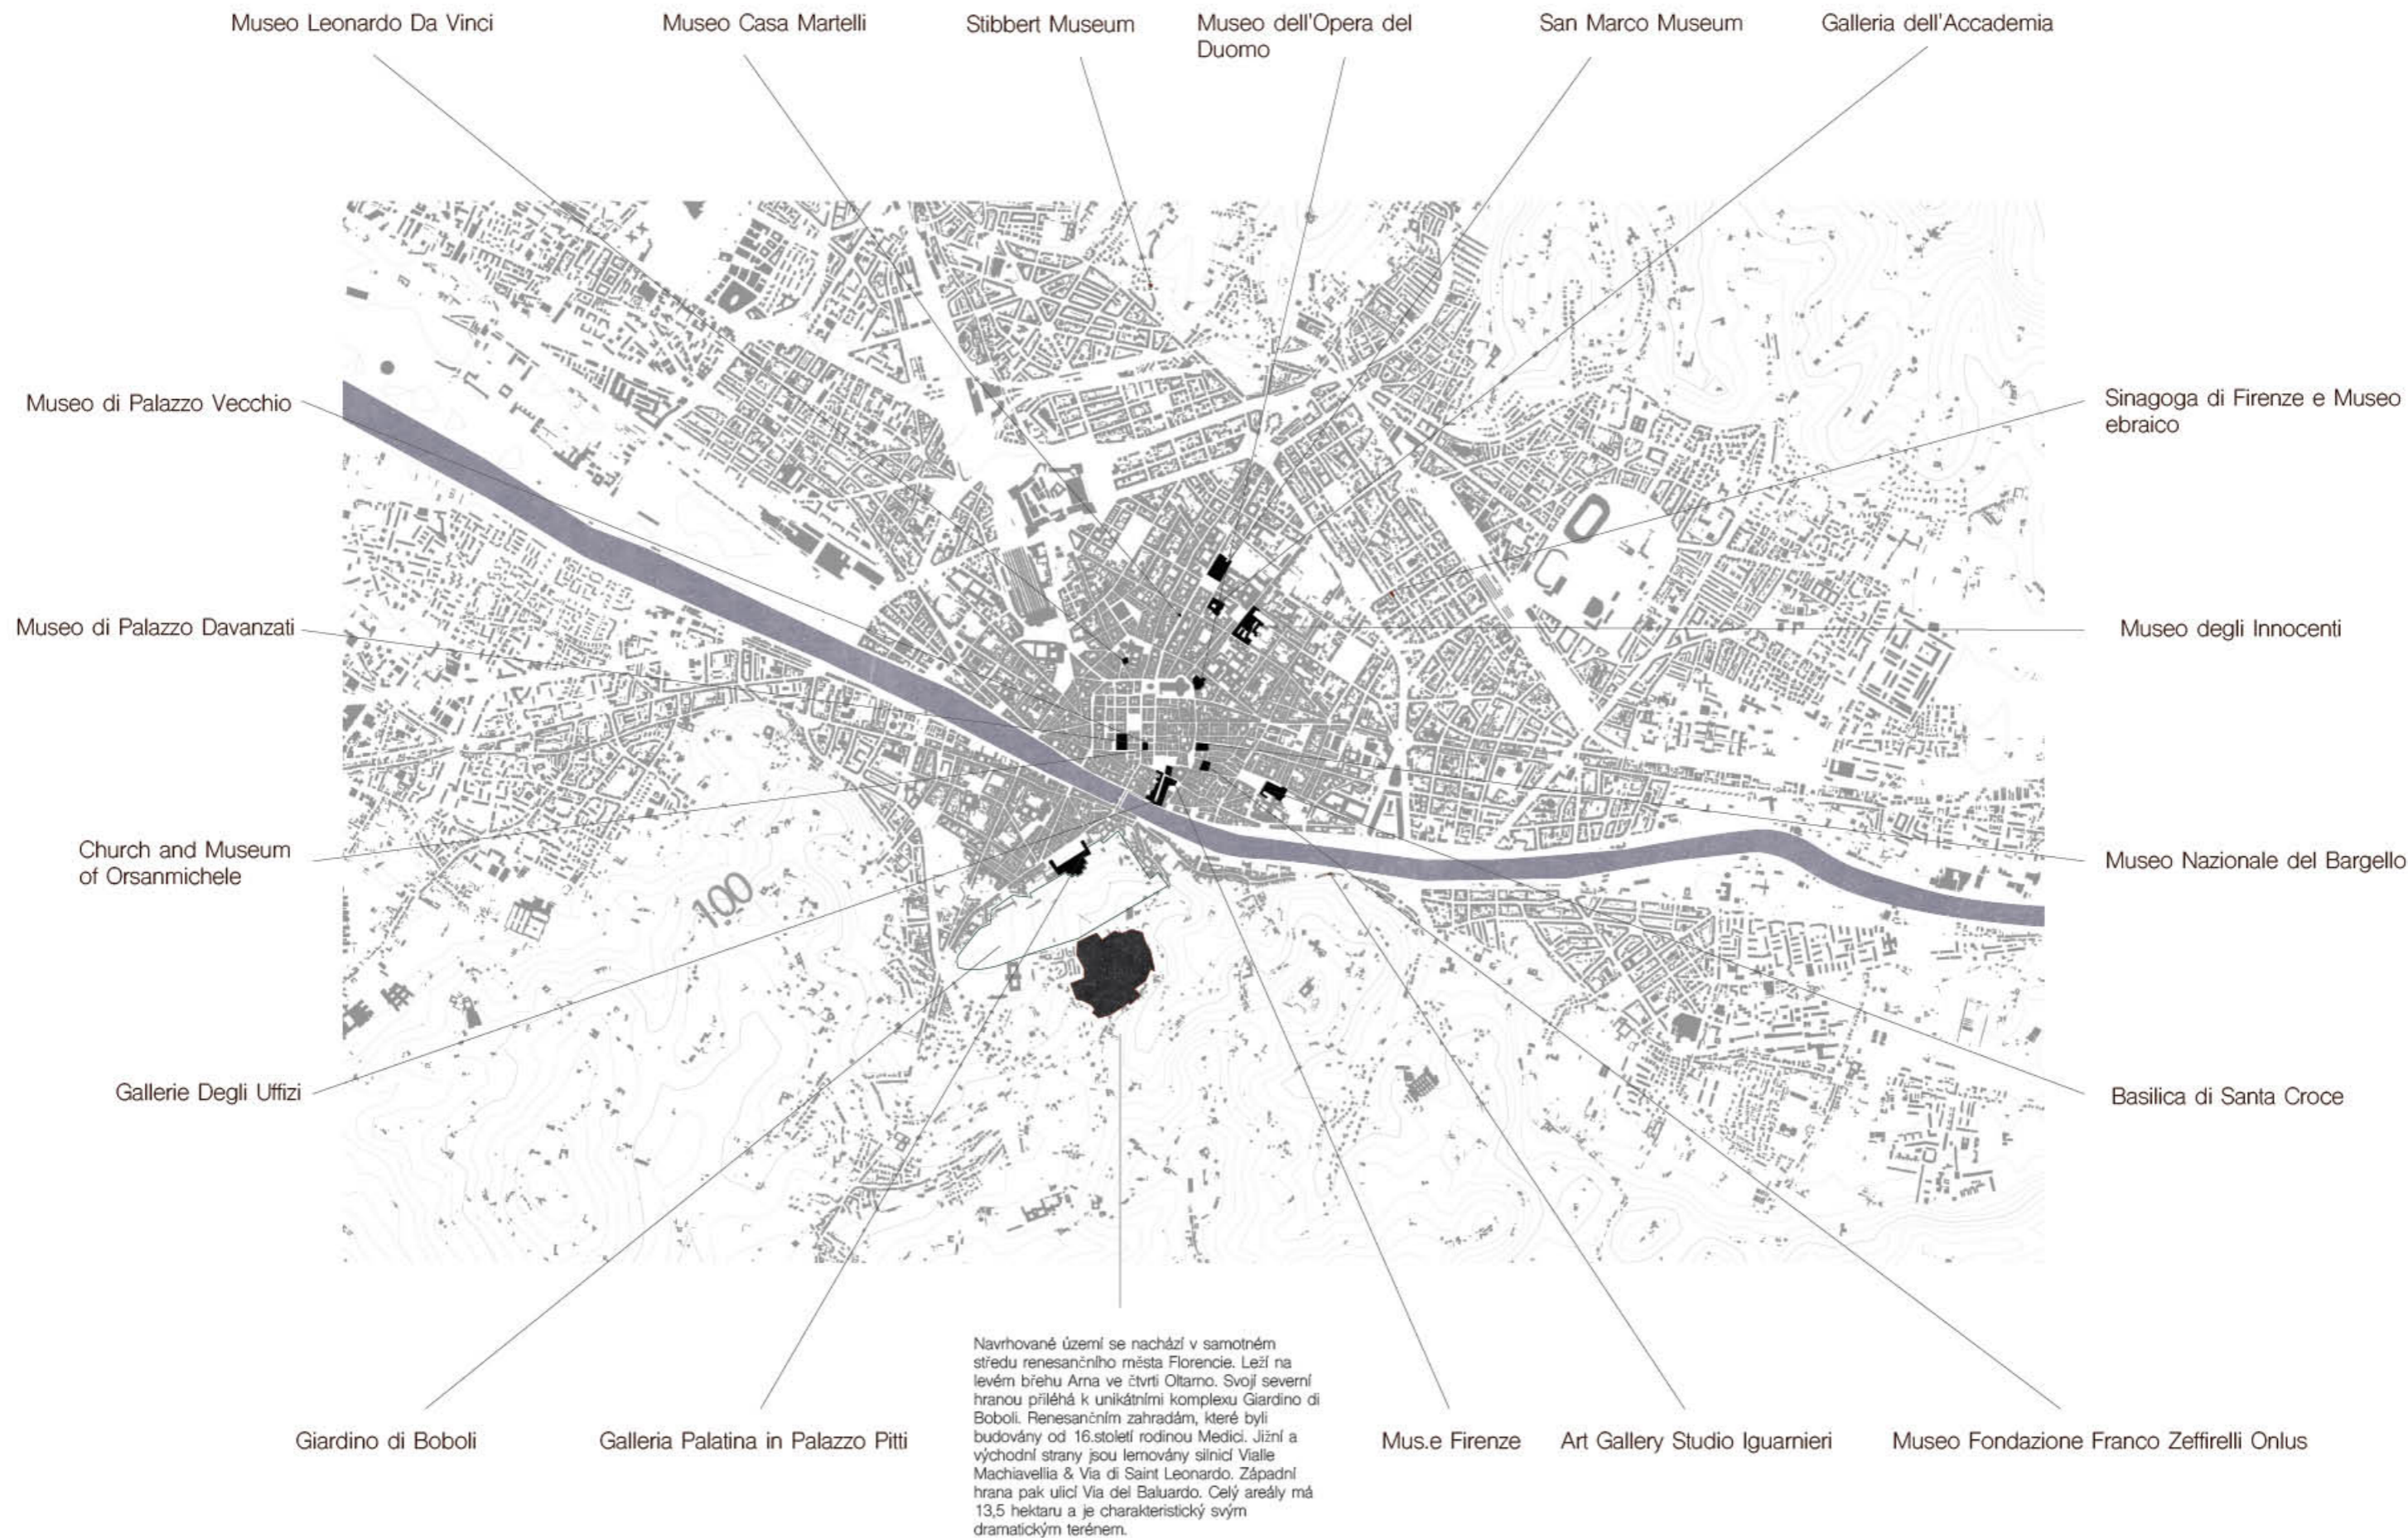 Museo Leonardo Da Vinci
Museo Casa Martelli
Stibbert Museum
Museo dell'Opera del
Duomo
San Marco Museum
Galleria dell'Accademia
Museo di Palazzo Vecchio
Sinagoga di Firenze e Museo
ebraico
Museo di Palazzo Davanzati
Museo degli Innocenti
Church and Museum
of Orsanmichele
Museo Nazionale del Bargello
100
Gallerie Degli Uffizi
Basilica di Santa Croce
Giardino di Boboli
Galleria Palatina in Palazzo Pitti
Navrhované území se nachází v samotném
středu renesančního města Florencie. Leží na
levém břehu Arna ve čtvrti Oltarno. Svojí severní
hranou přiléhá k unikátními komplexu Giardino di
Boboli. Renesančním zahradám, které byli
budovány od 16.století rodinou Medici. Jižní a
východní strany jsou lemovány silnicí Vialle
Machiavellia & Via di Saint Leonardo. Západní
hrana pak ulicí Via del Baluardo. Celý areály má
13,5 hektaru a je charakteristický svým
dramatickým terénem.
Mus.e Firenze
Art Gallery Studio Iguarnieri
Museo Fondazione Franco Zeffirelli Onlus